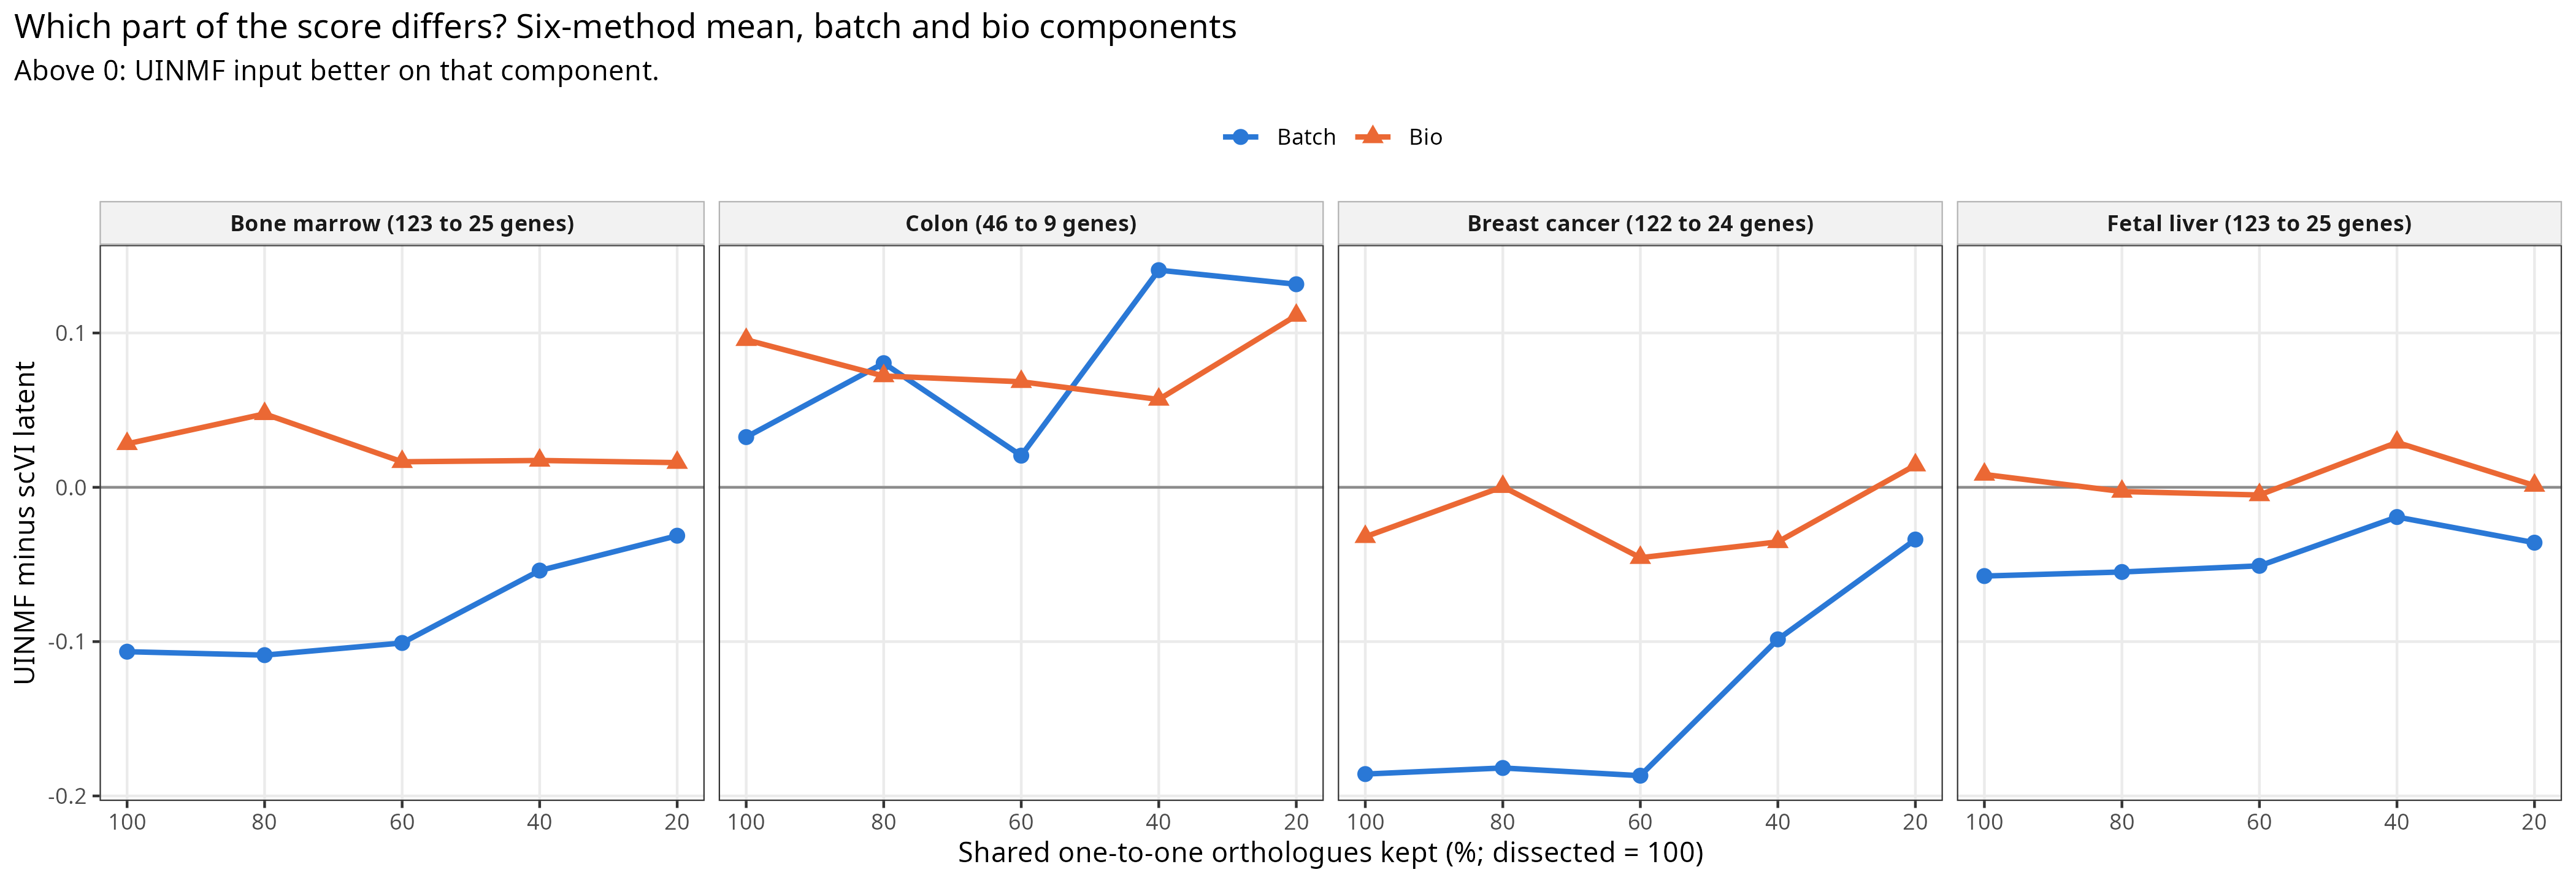 Which part of the score differs? Six-method mean, batch and bio components
Above 0: UINMF input better on that component.
Batch Bio
Bone marrow (123 to 25 genes)
Colon (46 to 9 genes)
Breast cancer (122 to 24 genes)
Fetal liver (123 to 25 genes)
UINMF minus scVI latent
0.1
0.0
-0.1
-0.2
100 80 60 40 20
100 80 60 40 20
100 80 60 40 20
100 80 60 40 20
Shared one-to-one orthologues kept (%; dissected = 100)